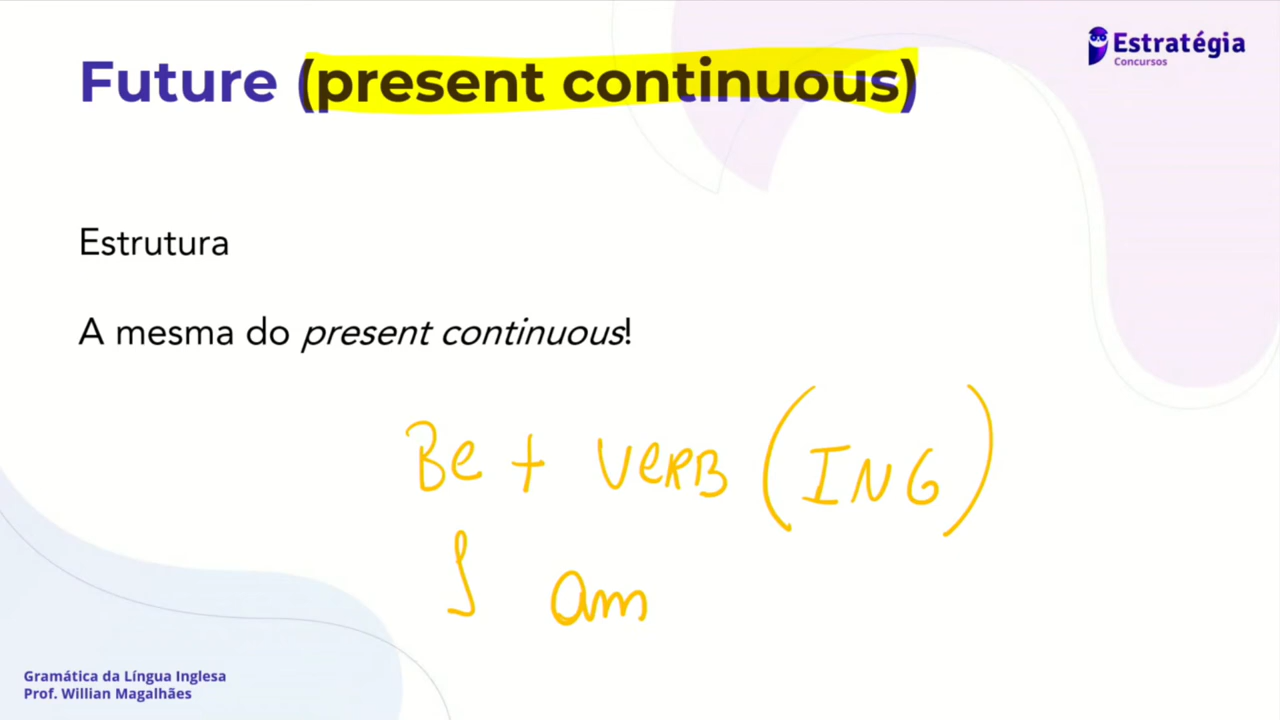 Estratégia
Concursos
Future (present continuous)
Estrutura
A mesma do present continuous!
Be + VeRB (ING)
I am
Gramática da Língua Inglesa
Prof. Willian Magalhães